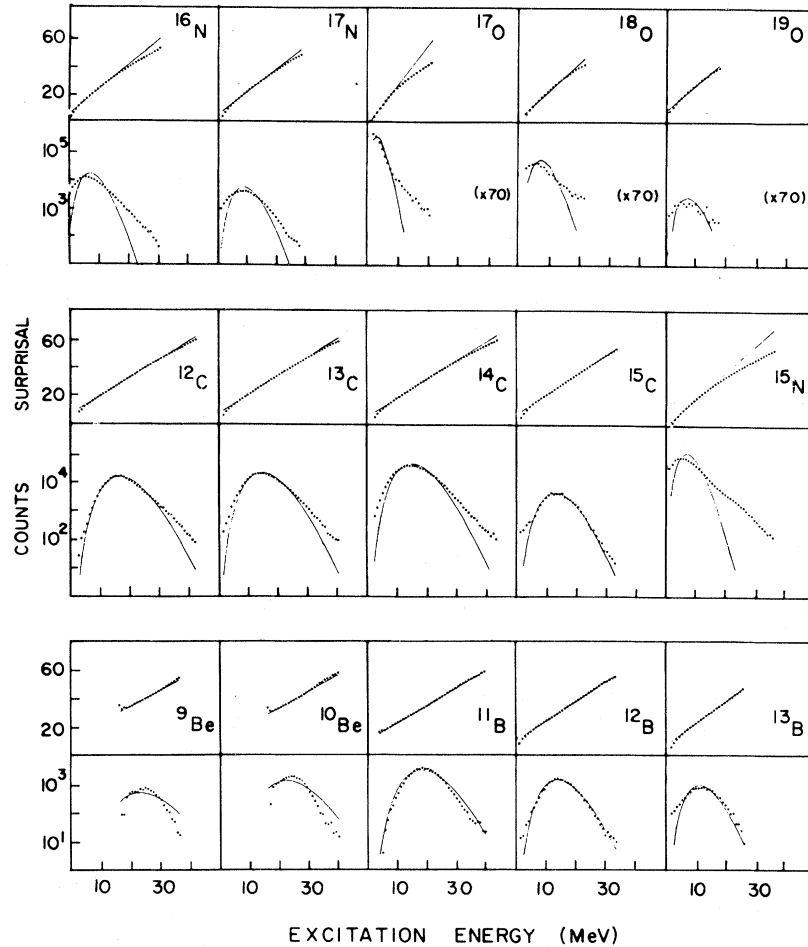 16N 17N 17O 18O 19O
60
20
10^5
10^3
(x70) (x70) (x70)
SURPRISAL
60
20
12C 13C 14C 15C 15N
COUNTS
10^4
10^2
60
20
9Be 10Be 11B 12B 13B
10^3
10^1
10 30 10 30 10 30 10 30 10 30
EXCITATION ENERGY (MeV)